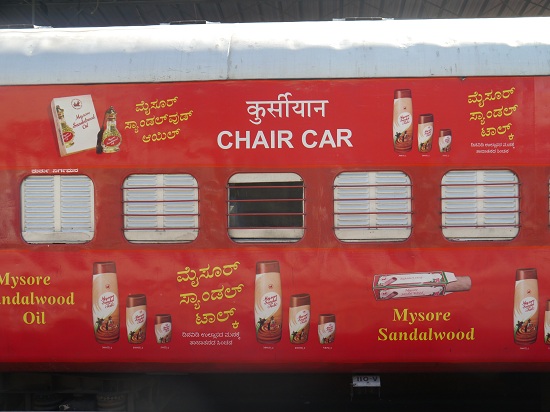 ಮೈಸೂರ್
ಸ್ಯಾಂಡಲ್‌ವುಡ್
ಆಯಿಲ್
कुर्सीयान
CHAIR CAR
ಮೈಸೂರ್
ಸ್ಯಾಂಡಲ್
ಟಾಲ್ಕ್
Mysore
ndalwood
Oil
ಮೈಸೂರ್
ಸ್ಯಾಂಡಲ್
ಟಾಲ್ಕ್
Mysore
Sandalwood